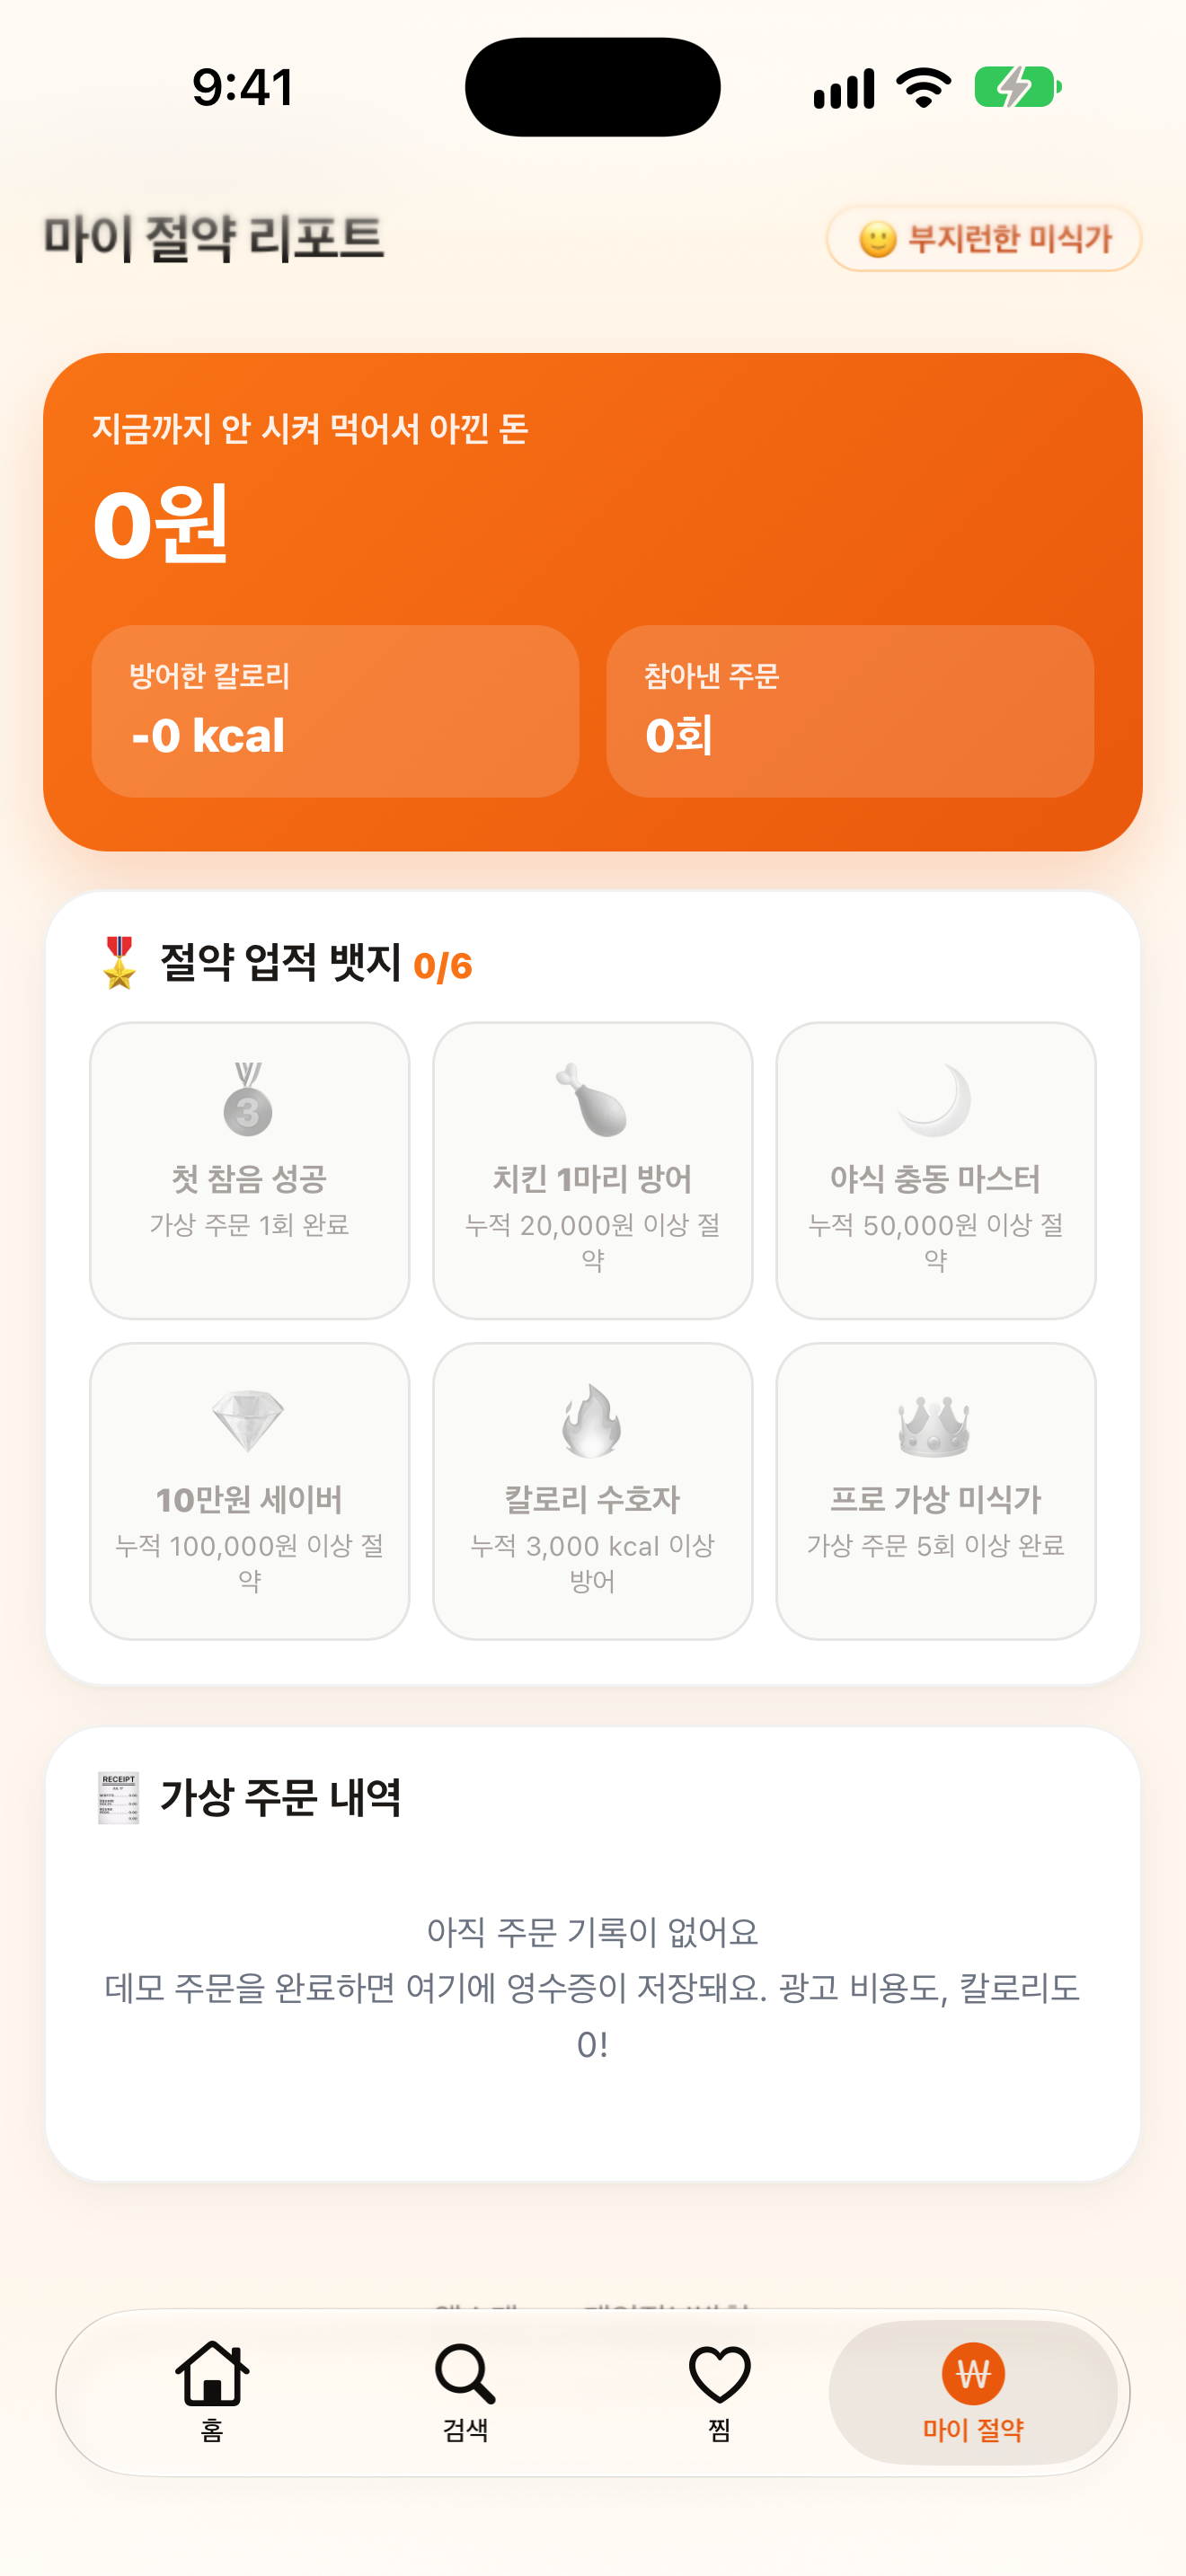 9:41
마이 절약 리포트
부지런한 미식가
지금까지 안 시켜 먹어서 아낀 돈
0원
방어한 칼로리
참아낸 주문
-0 kcal
0회
절약 업적 뱃지 0/6
3
첫 참음 성공
가상 주문 1회 완료
치킨 1마리 방어
누적 20,000원 이상 절
약
야식 충동 마스터
누적 50,000원 이상 절
약
10만원 세이버
누적 100,000원 이상 절
약
칼로리 수호자
누적 3,000 kcal 이상
방어
프로 가상 미식가
가상 주문 5회 이상 완료
RECEIPT
가상 주문 내역
아직 주문 기록이 없어요
데모 주문을 완료하면 여기에 영수증이 저장돼요. 광고 비용도, 칼로리도
0!
홈
검색
찜
₩
마이 절약